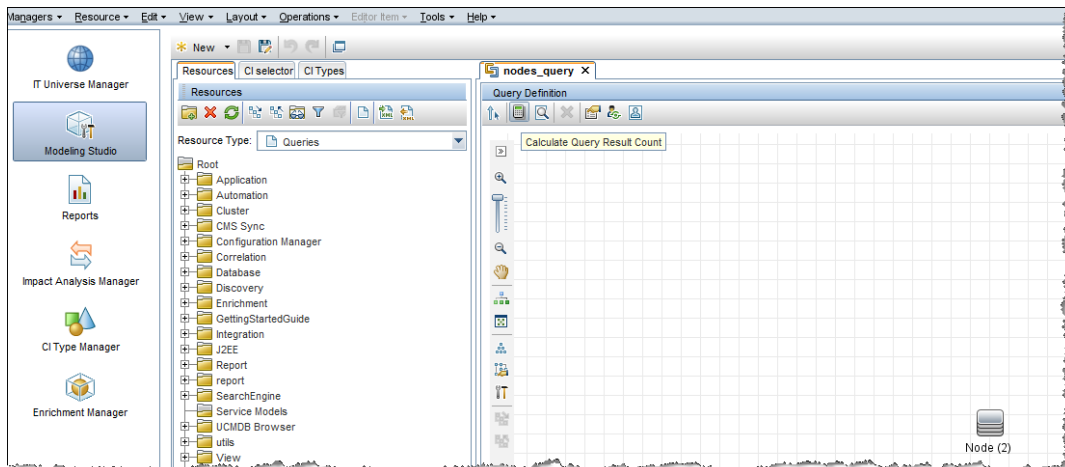 Managers Resource Edit View Layout Operations Editor Item Tools Help
New
IT Universe Manager
Modeling Studio
Reports
Impact Analysis Manager
CI Type Manager
Enrichment Manager
Resources CI selector CI Types
Resources
Resource Type: Queries
Root
Application
Automation
Cluster
CMS Sync
Configuration Manager
Correlation
Database
Discovery
Enrichment
GettingStartedGuide
Integration
J2EE
Report
report
SearchEngine
Service Models
UCMDB Browser
utils
View
nodes_query X
Query Definition
Calculate Query Result Count
Node (2)